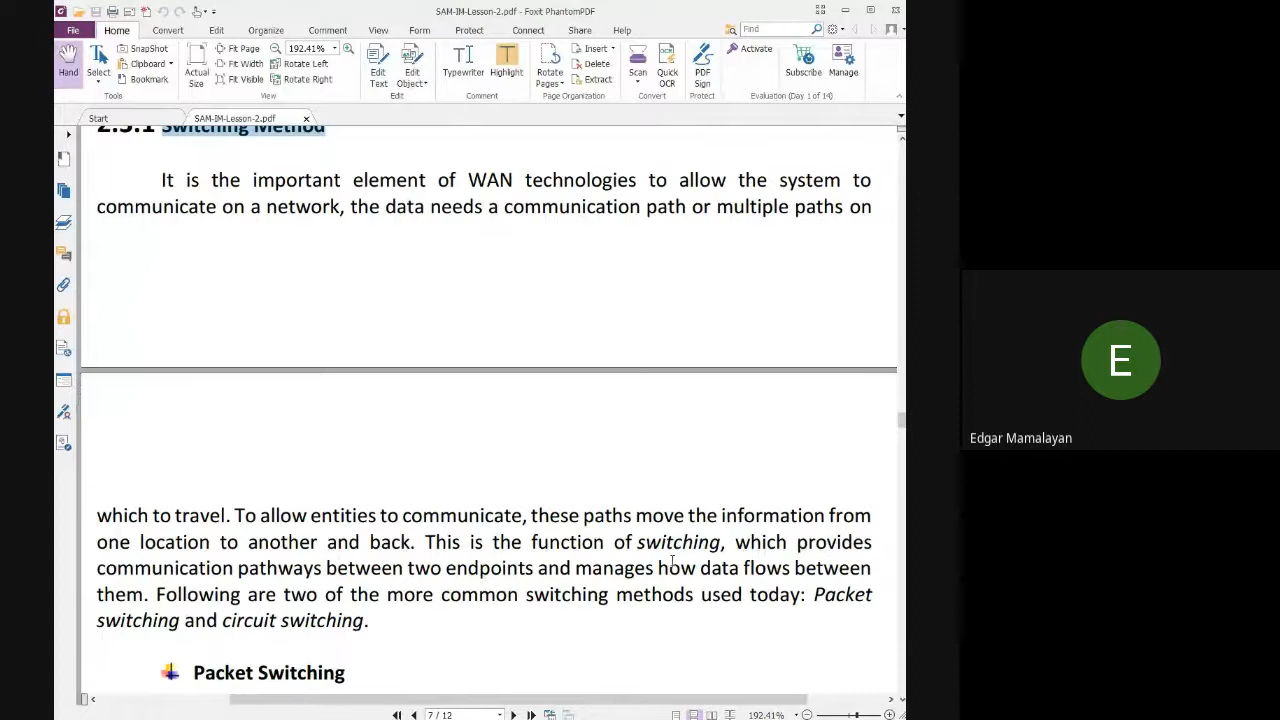 SAM-IM-Lesson-2.pdf - Foxit PhantomPDF
File Home Convert Edit Organize Comment View Form Protect Connect Share Help Find
Hand
Select
SnapShot
Clipboard
Bookmark
Tools
Actual Size
Fit Page
Fit Width
Fit Visible
192.41%
Rotate Left
Rotate Right
View
Edit Text
Edit Object
Edit
Typewriter
Highlight
Comment
Rotate Pages
Insert
Delete
Extract
Page Organization
Scan
Quick OCR
Convert
PDF Sign
Protect
Activate
Subscribe
Manage
Evaluation (Day 1 of 14)
Start SAM-IM-Lesson-2.pdf
2.3.1 Switching Method
It is the important element of WAN technologies to allow the system to
communicate on a network, the data needs a communication path or multiple paths on
which to travel. To allow entities to communicate, these paths move the information from
one location to another and back. This is the function of switching, which provides
communication pathways between two endpoints and manages how data flows between
them. Following are two of the more common switching methods used today: Packet
switching and circuit switching.
Packet Switching
7 / 12
192.41%
E
Edgar Mamalayan